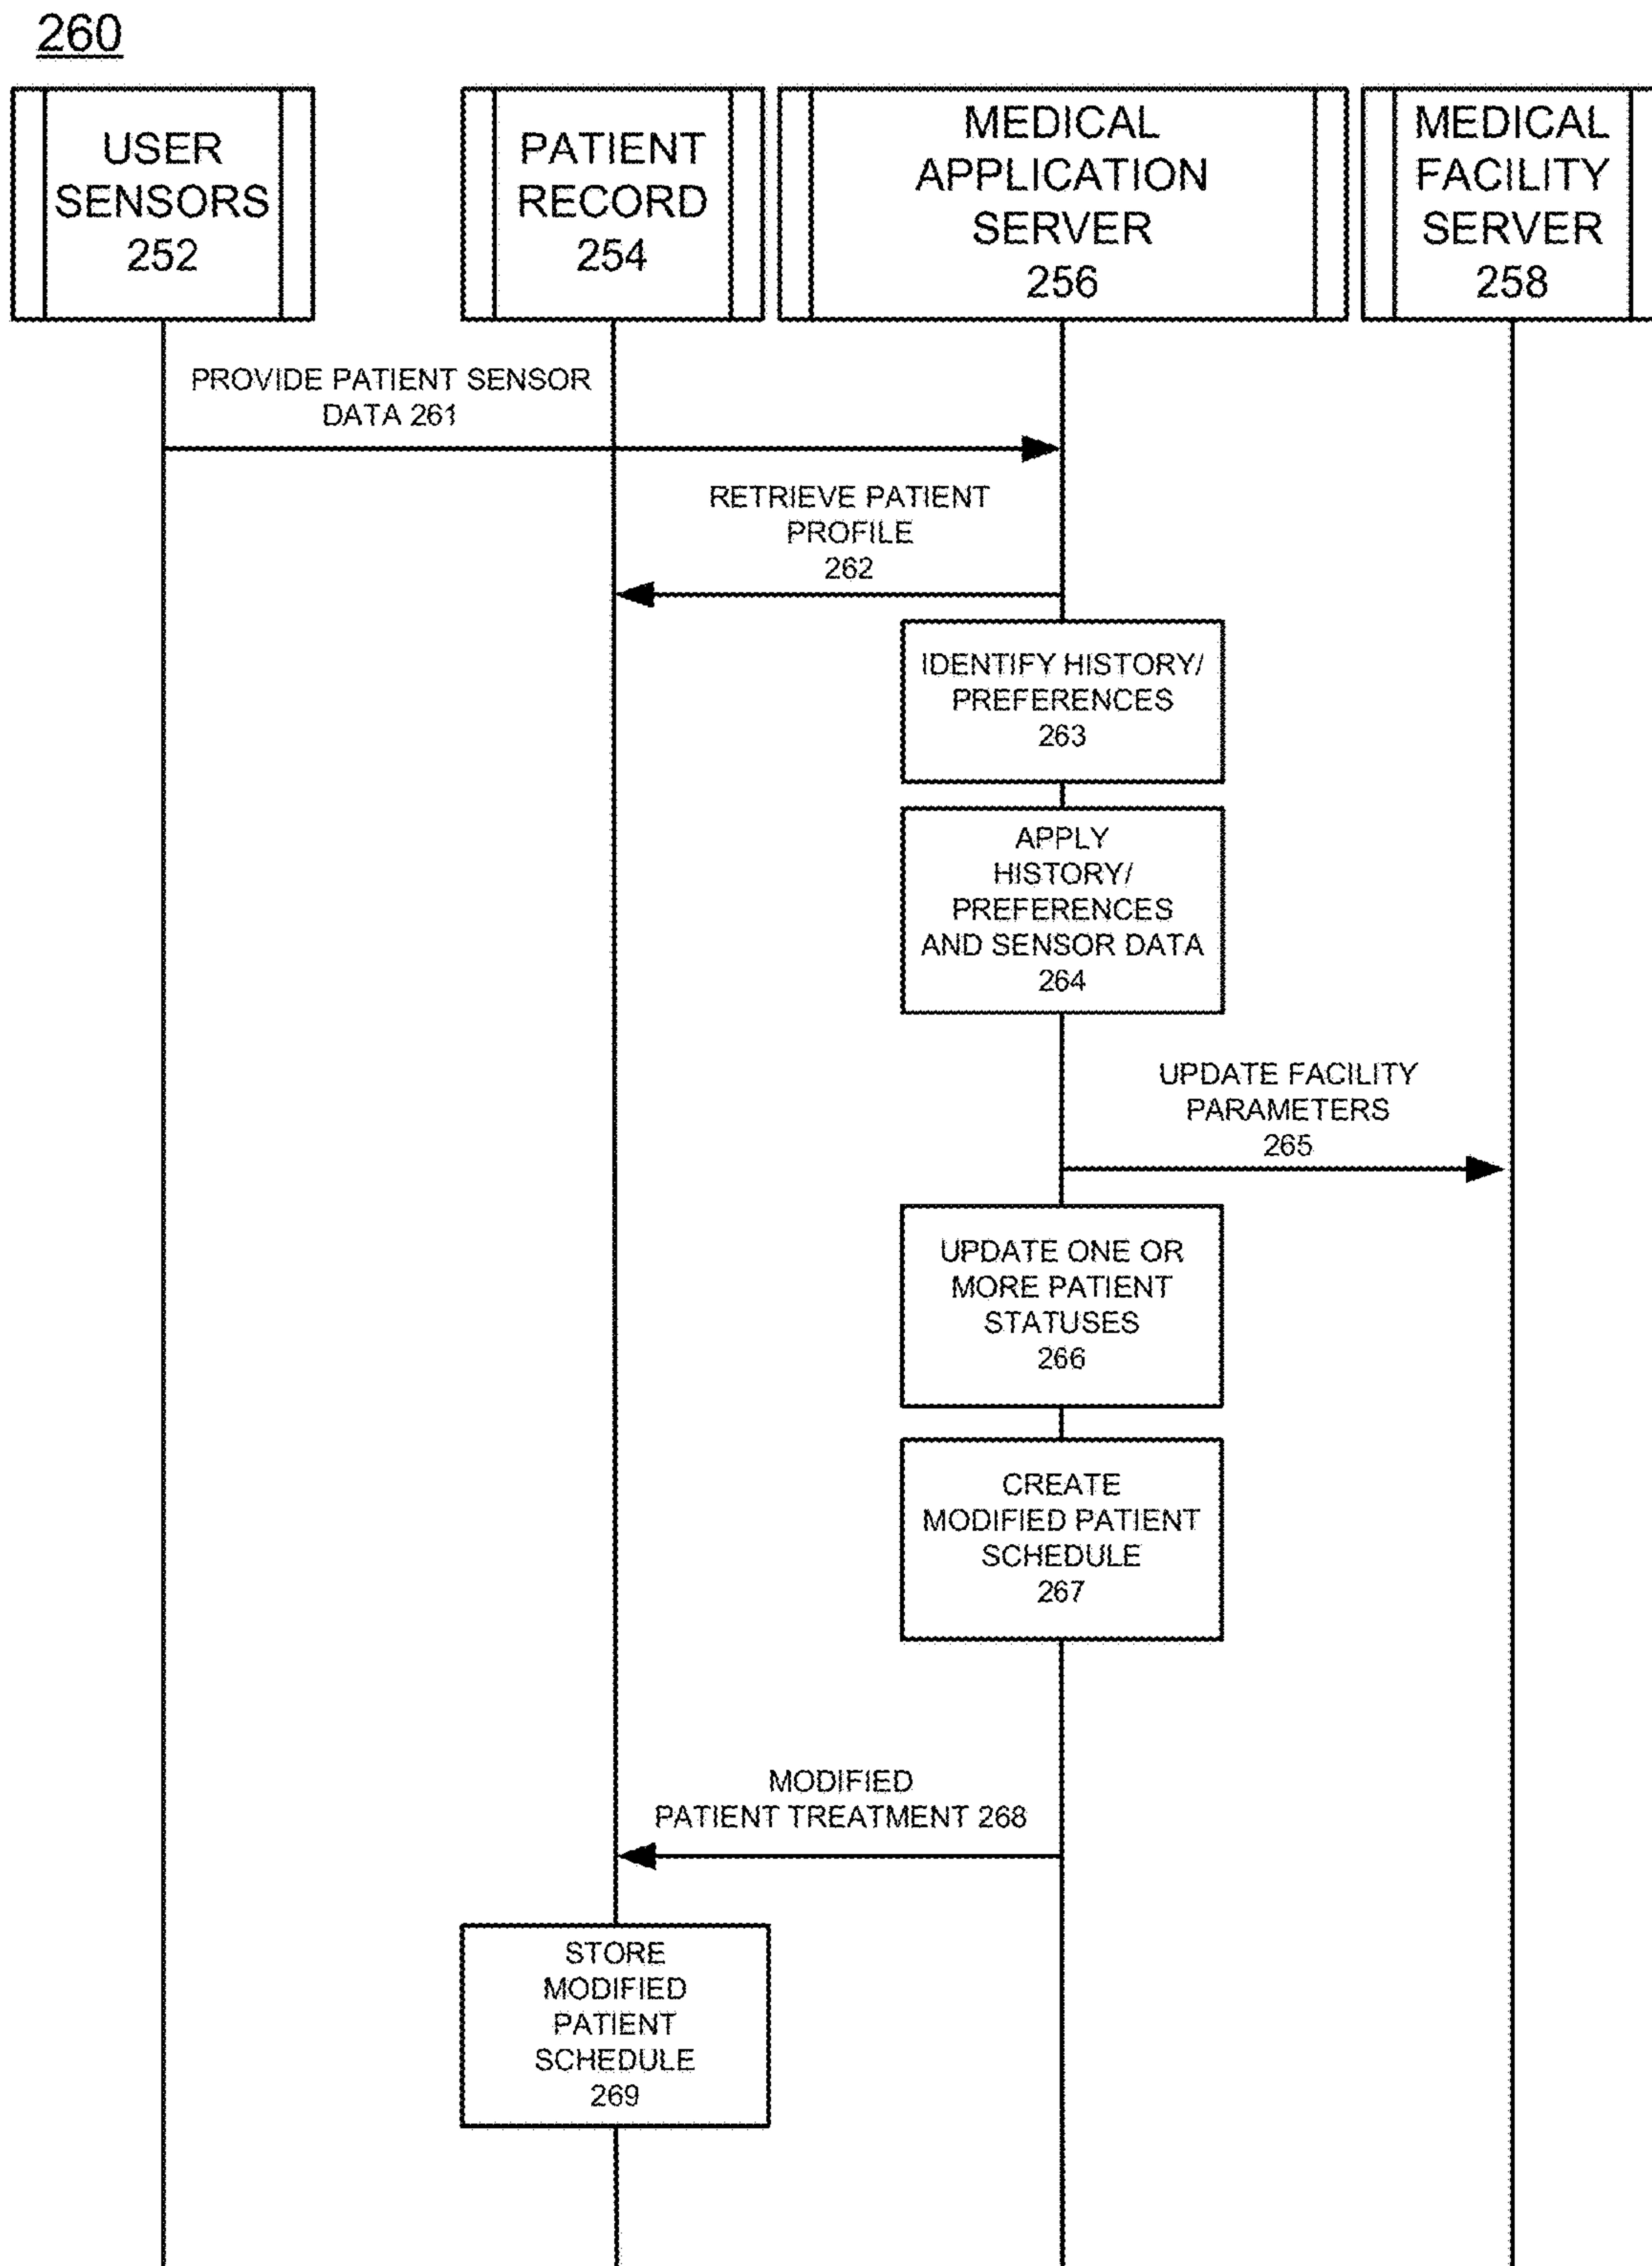 260
USER
SENSORS
252
PATIENT
RECORD
254
MEDICAL
APPLICATION
SERVER
256
MEDICAL
FACILITY
SERVER
258
PROVIDE PATIENT SENSOR
DATA 261
RETRIEVE PATIENT
PROFILE
262
IDENTIFY HISTORY/
PREFERENCES
263
APPLY
HISTORY/
PREFERENCES
AND SENSOR DATA
264
UPDATE FACILITY
PARAMETERS
265
UPDATE ONE OR
MORE PATIENT
STATUSES
266
CREATE
MODIFIED PATIENT
SCHEDULE
267
MODIFIED
PATIENT TREATMENT 268
STORE
MODIFIED
PATIENT
SCHEDULE
269